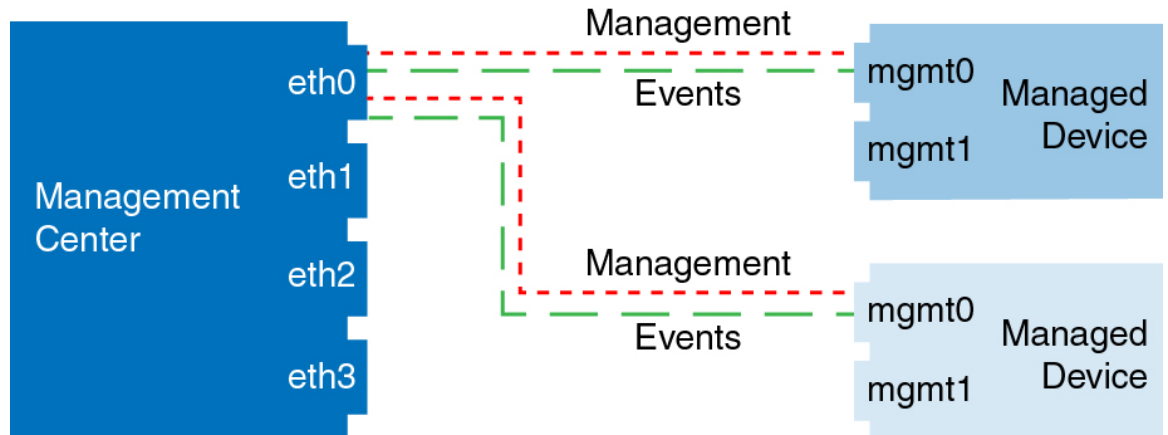 Management
Center
eth0
eth1
eth2
eth3
Management
Events
mgmt0
mgmt1
Managed
Device
Management
Events
mgmt0
mgmt1
Managed
Device